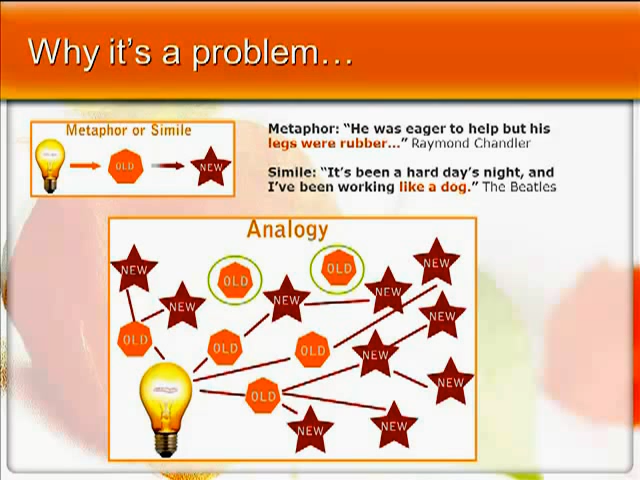 Why it's a problem…
Metaphor or Simile
OLD
NEW
Metaphor: “He was eager to help but his
legs were rubber...” Raymond Chandler
Simile: “It’s been a hard day’s night, and
I’ve been working like a dog.” The Beatles
Analogy
NEW
OLD
OLD
NEW
NEW
NEW
NEW
NEW
OLD
OLD
OLD
NEW
NEW
OLD
NEW
NEW